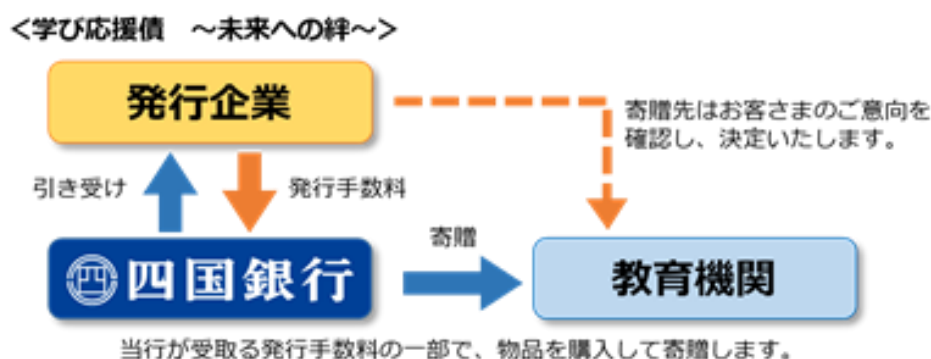 <学び応援債　～未来への絆～>
発行企業
寄贈先はお客さまのご意向を
確認し、決定いたします。
引き受け
発行手数料
寄贈
四 四国銀行
教育機関
当行が受取る発行手数料の一部で、物品を購入して寄贈します。